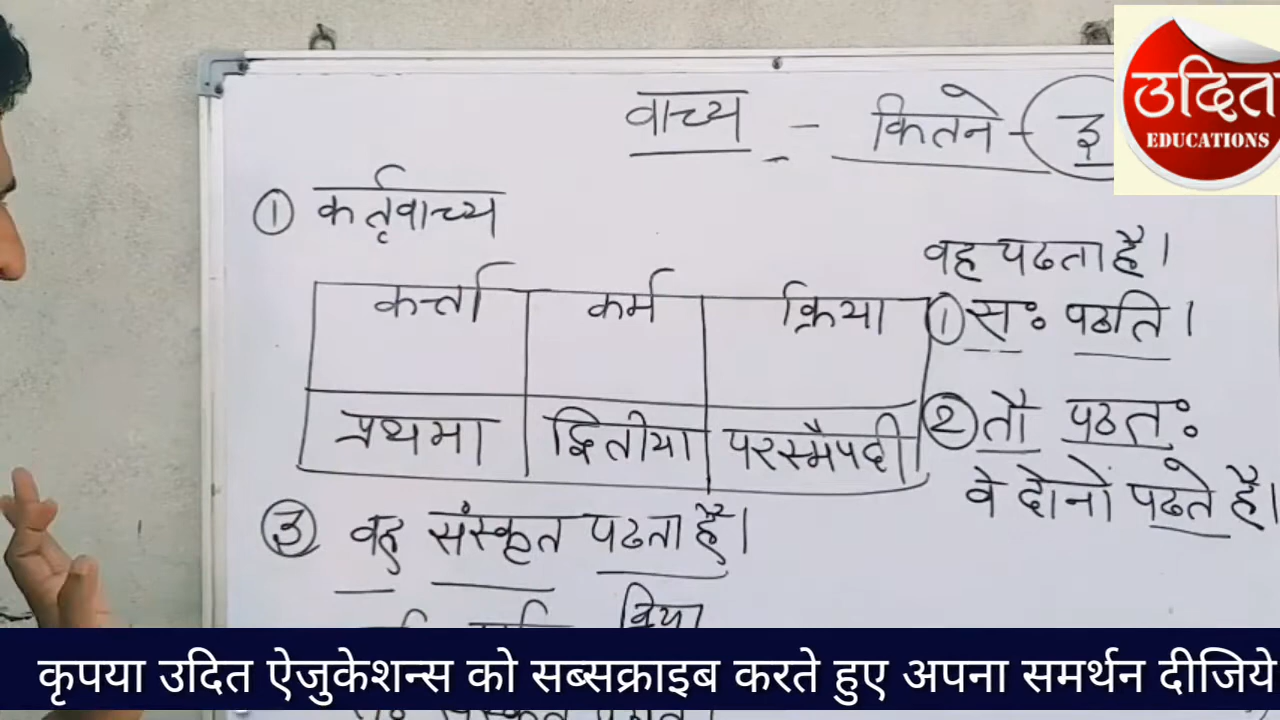 वाच्य - कितने - ३
उदित
EDUCATIONS
① कर्तृवाच्य
वह पढता है।
कर्त्ता कर्म क्रिया
① सः पठति।
प्रथमा द्वितीया परस्मैपदी
② तौ पठतः
वे दोनों पढते हैं।
③ वह संस्कृत पढता है।
क्रिया
कृपया उदित ऐजुकेशन्स को सब्सक्राइब करते हुए अपना समर्थन दीजिये